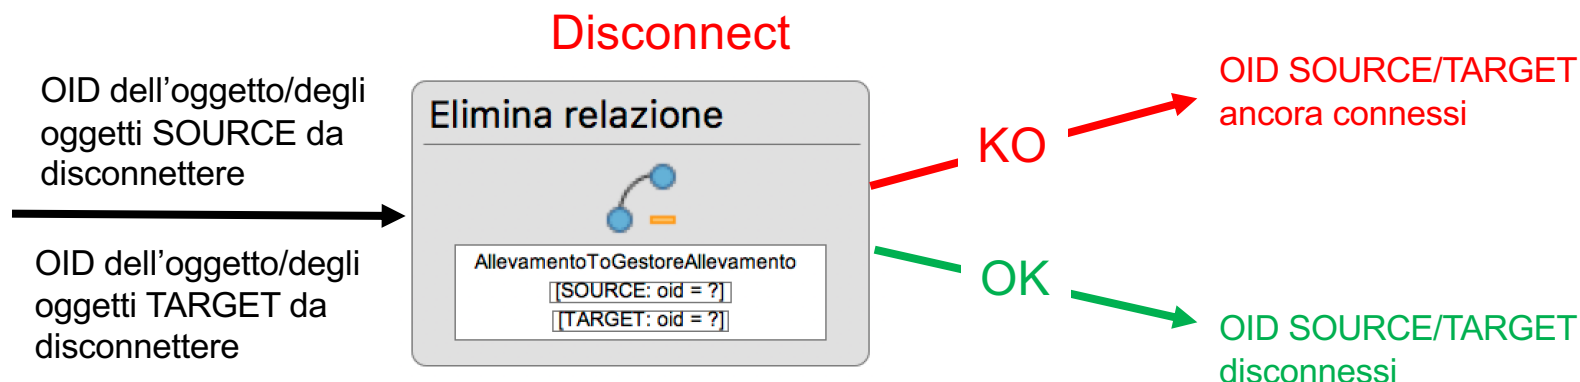 Disconnect
OID dell’oggetto/degli
oggetti SOURCE da
disconnettere
OID dell’oggetto/degli
oggetti TARGET da
disconnettere
Elimina relazione
AllevamentoToGestoreAllevamento
[SOURCE: oid = ?]
[TARGET: oid = ?]
KO
OID SOURCE/TARGET
ancora connessi
OK
OID SOURCE/TARGET
disconnessi